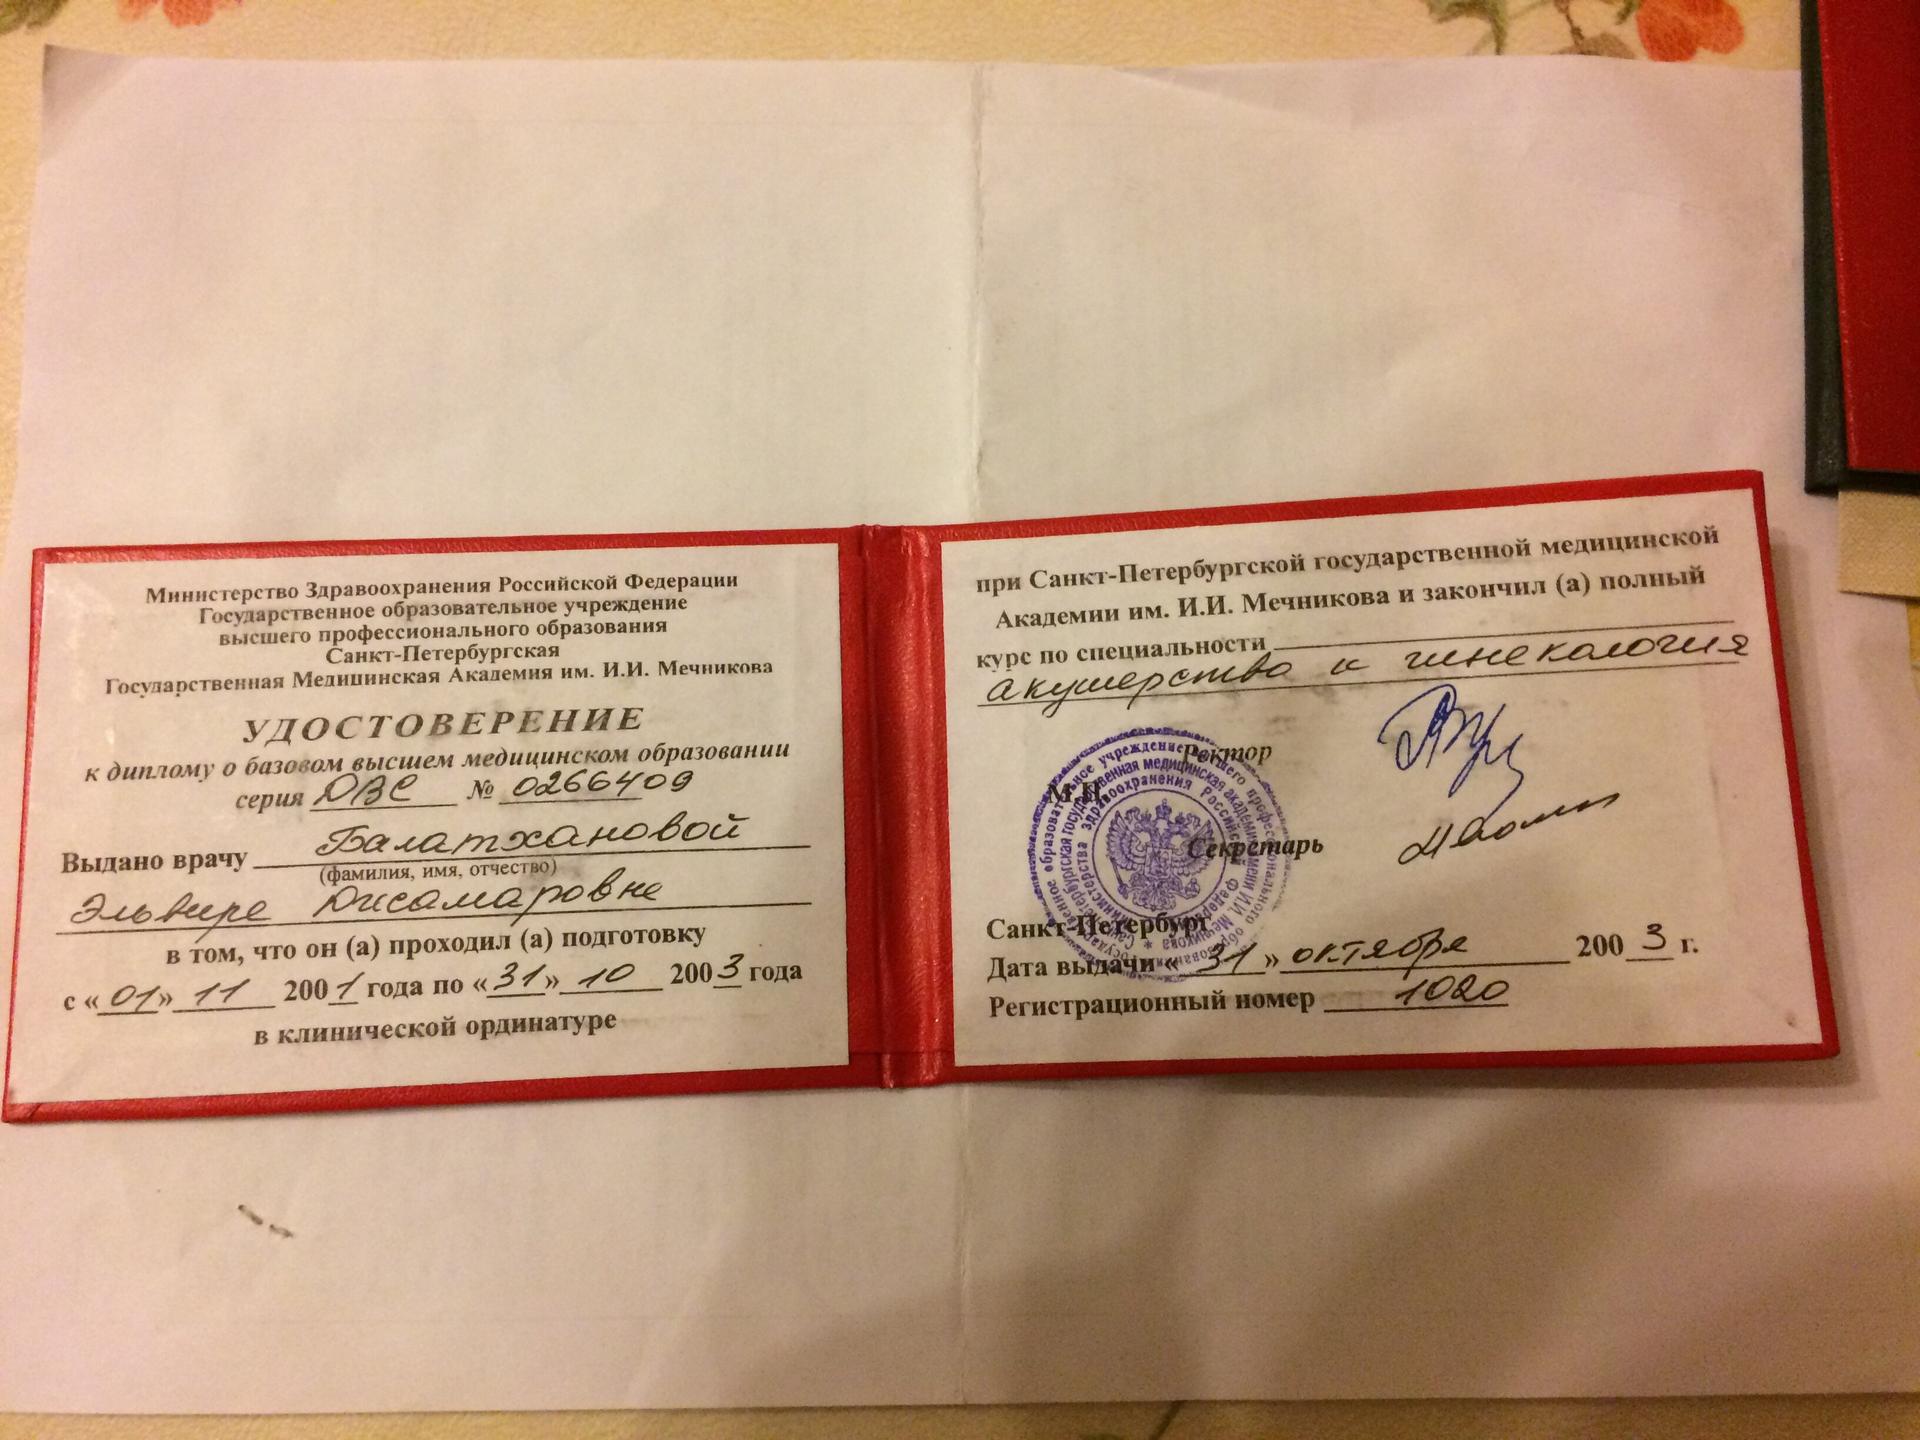 Министерство Здравоохранения Российской Федерации
Государственное образовательное учреждение
высшего профессионального образования
Санкт-Петербургская
Государственная Медицинская Академия им. И.И. Мечникова
УДОСТОВЕРЕНИЕ
к диплому о базовом высшем медицинском образовании
серия ДВС № 0266409
Выдано врачу Балатхановой
(фамилия, имя, отчество)
Эльвире Дисамаровне
в том, что он (а) проходил (а) подготовку
с «01» 11 2001 года по «31» 10 2003 года
в клинической ординатуре
при Санкт-Петербургской государственной медицинской
Академии им. И.И. Мечникова и закончил (а) полный
курс по специальности
акушерство и гинекология
Ректор
М.П.
Секретарь
Санкт-Петербург
Дата выдачи «31» октября 2003 г.
Регистрационный номер 1020